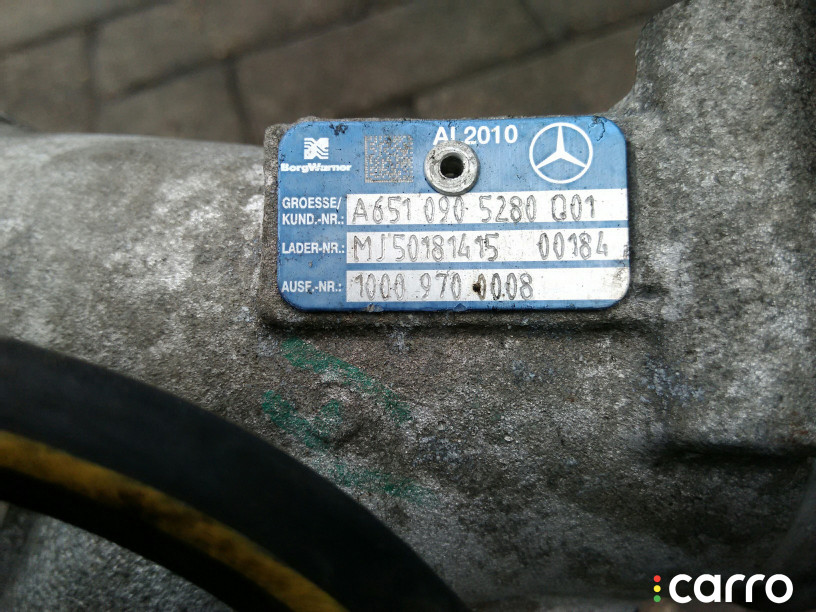 AL2010
BorgWarner
GROESSE/
KUND.-NR.: A651 090 5280 Q01
LADER-NR.: MJ50181415 00184
AUSF.-NR.: 1000 970 0008
carro